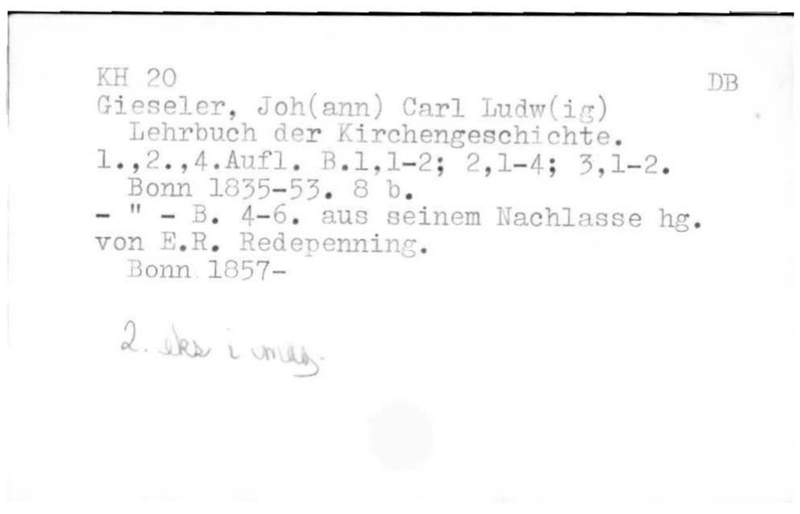 KH 20 DB
Gieseler, Joh(ann) Carl Ludw(ig)
Lehrbuch der Kirchengeschichte.
1.,2.,4.Aufl. B.1,1-2; 2,1-4; 3,1-2.
Bonn 1835-53. 8 b.
- " - B. 4-6. aus seinem Nachlasse hg.
von E.R. Redepenning.
Bonn 1857-
2. eks i mag.